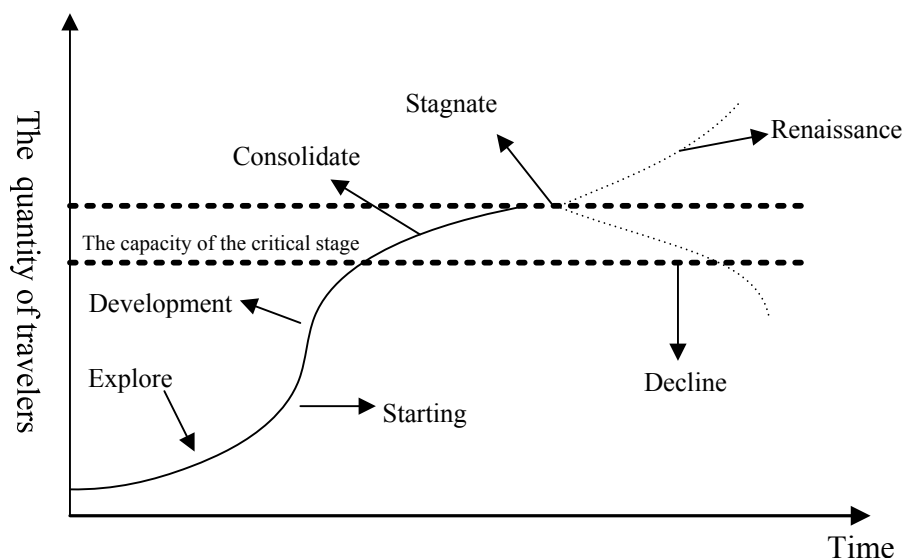 The quantity of travelers
Stagnate
Renaissance
Consolidate
The capacity of the critical stage
Development
Explore
Decline
Starting
Time